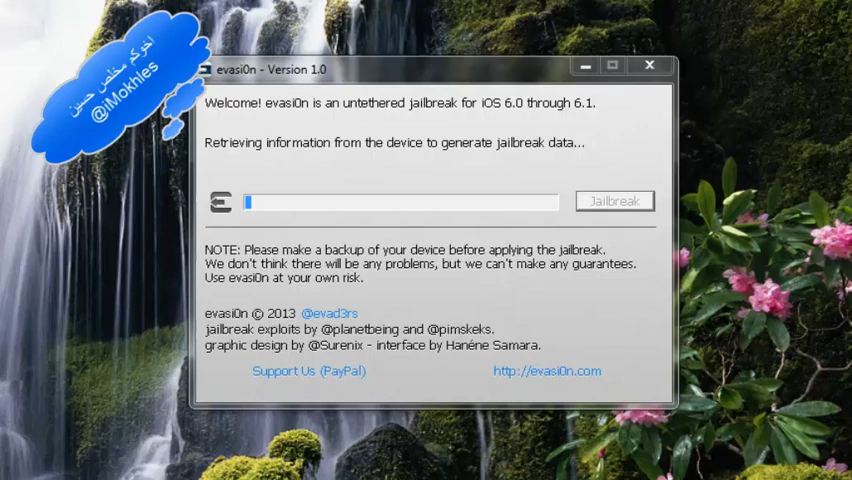 اخوكم مخلص حسين
@iMokhles
evasi0n - Version 1.0
Welcome! evasi0n is an untethered jailbreak for iOS 6.0 through 6.1.
Retrieving information from the device to generate jailbreak data...
Jailbreak
NOTE: Please make a backup of your device before applying the jailbreak.
We don't think there will be any problems, but we can't make any guarantees.
Use evasi0n at your own risk.
evasi0n © 2013 @evad3rs
jailbreak exploits by @planetbeing and @pimskeks.
graphic design by @Surenix - interface by Hanéne Samara.
Support Us (PayPal) http://evasi0n.com